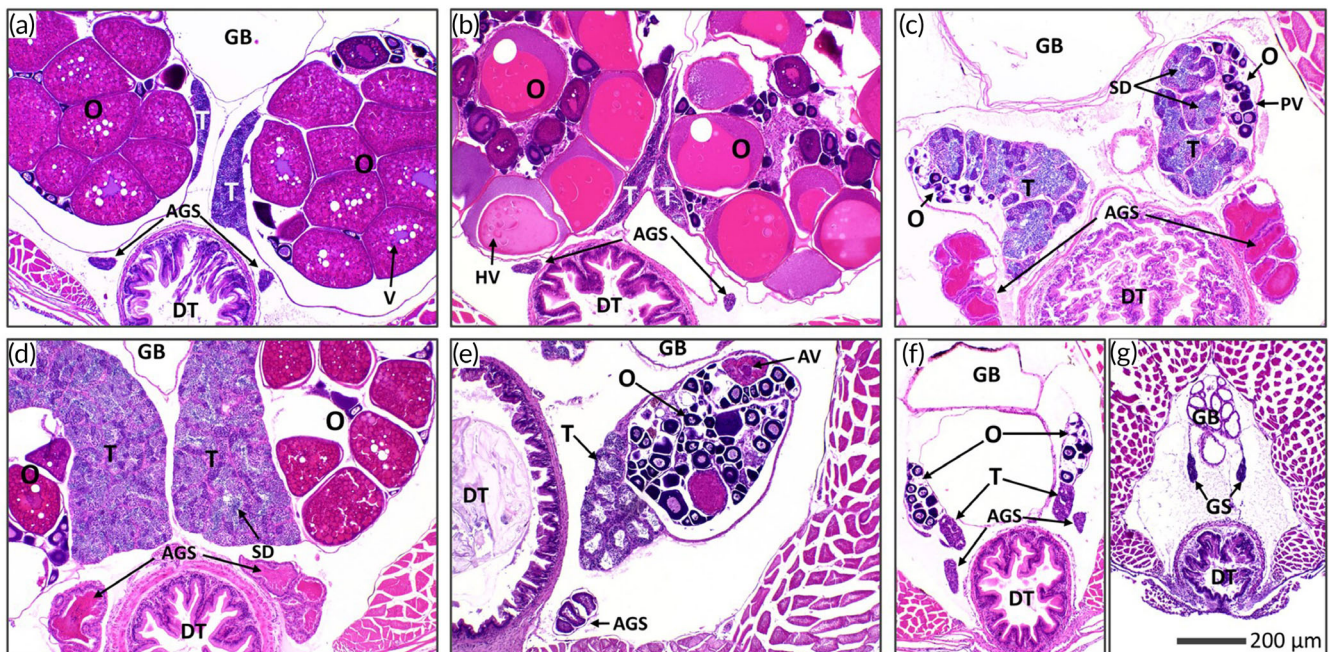 (a)
GB
O
T
T
O
AGS
V
DT
(b)
O
O
T
T
AGS
HV
DT
(c)
GB
O
SD
PV
T
T
O
AGS
DT
(d)
GB
T
T
O
O
AGS
SD
DT
(e)
GB
AV
O
T
DT
AGS
(f)
GB
O
T
AGS
DT
(g)
GB
GS
DT
200 µm